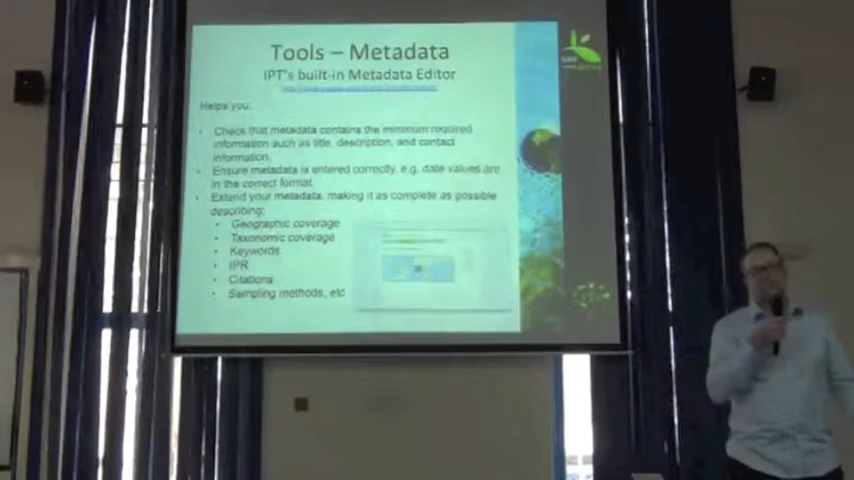 Tools – Metadata
IPT's built-in Metadata Editor
Helps you:
• Check that metadata contains the minimum required
information such as title, description, and contact
information.
• Ensure metadata is entered correctly, e.g. date values are
in the correct format
• Extend your metadata, making it as complete as possible
describing:
• Geographic coverage
• Taxonomic coverage
• Keywords
• IPR
• Citations
• Sampling methods, etc